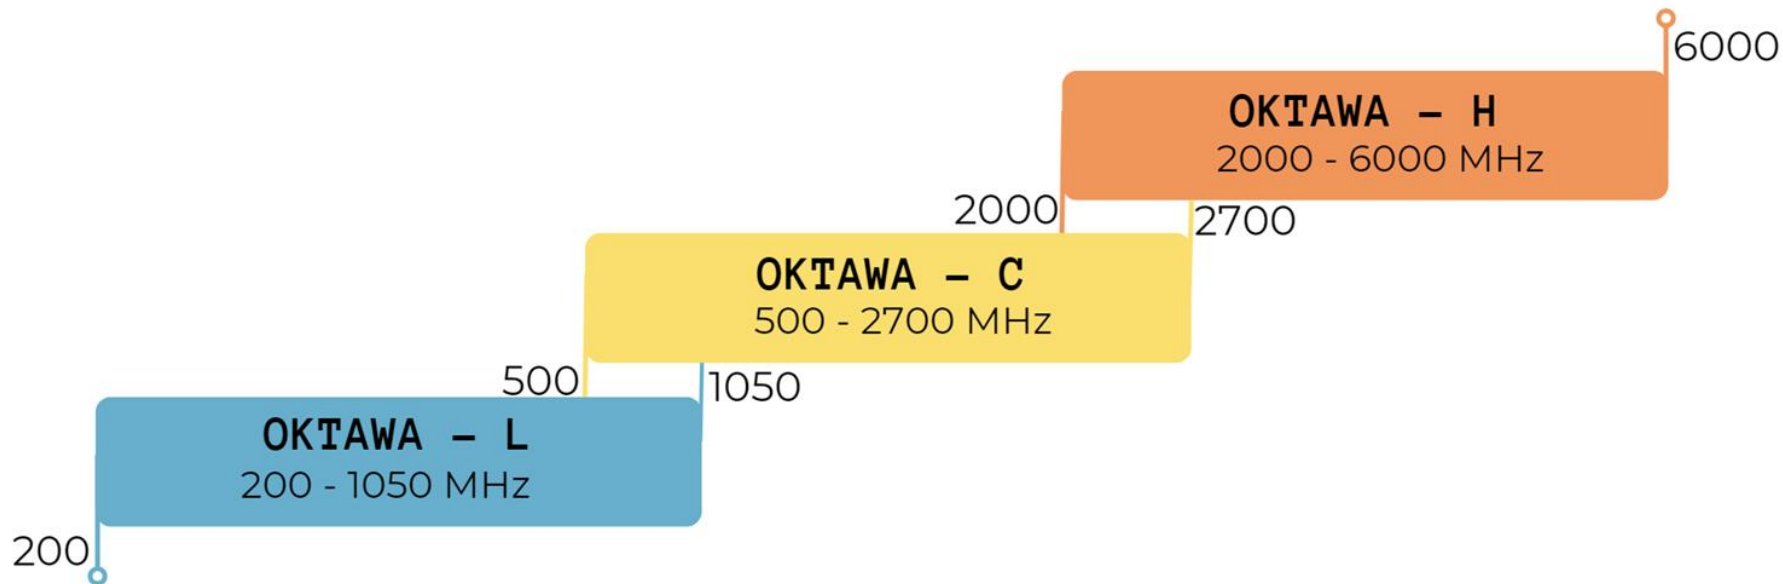 6000
OKTAWA – H
2000 - 6000 MHz
2000
2700
OKTAWA – C
500 - 2700 MHz
500
1050
OKTAWA – L
200 - 1050 MHz
200